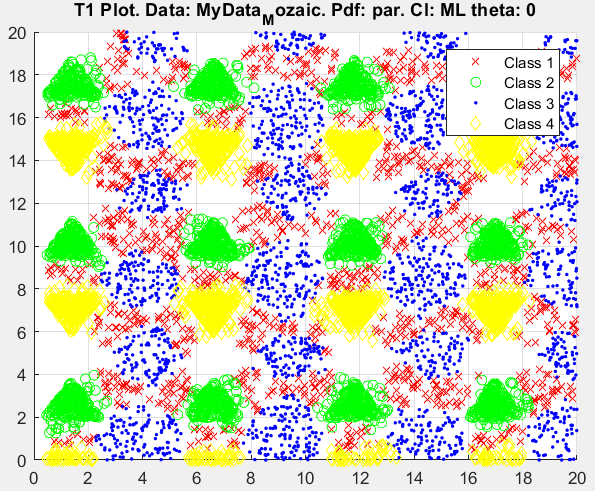 T1 Plot. Data: MyData_Mozaic. Pdf: par. Cl: ML theta: 0
20
18
16
14
12
10
8
6
4
2
0
Class 1
Class 2
Class 3
Class 4
0 2 4 6 8 10 12 14 16 18 20